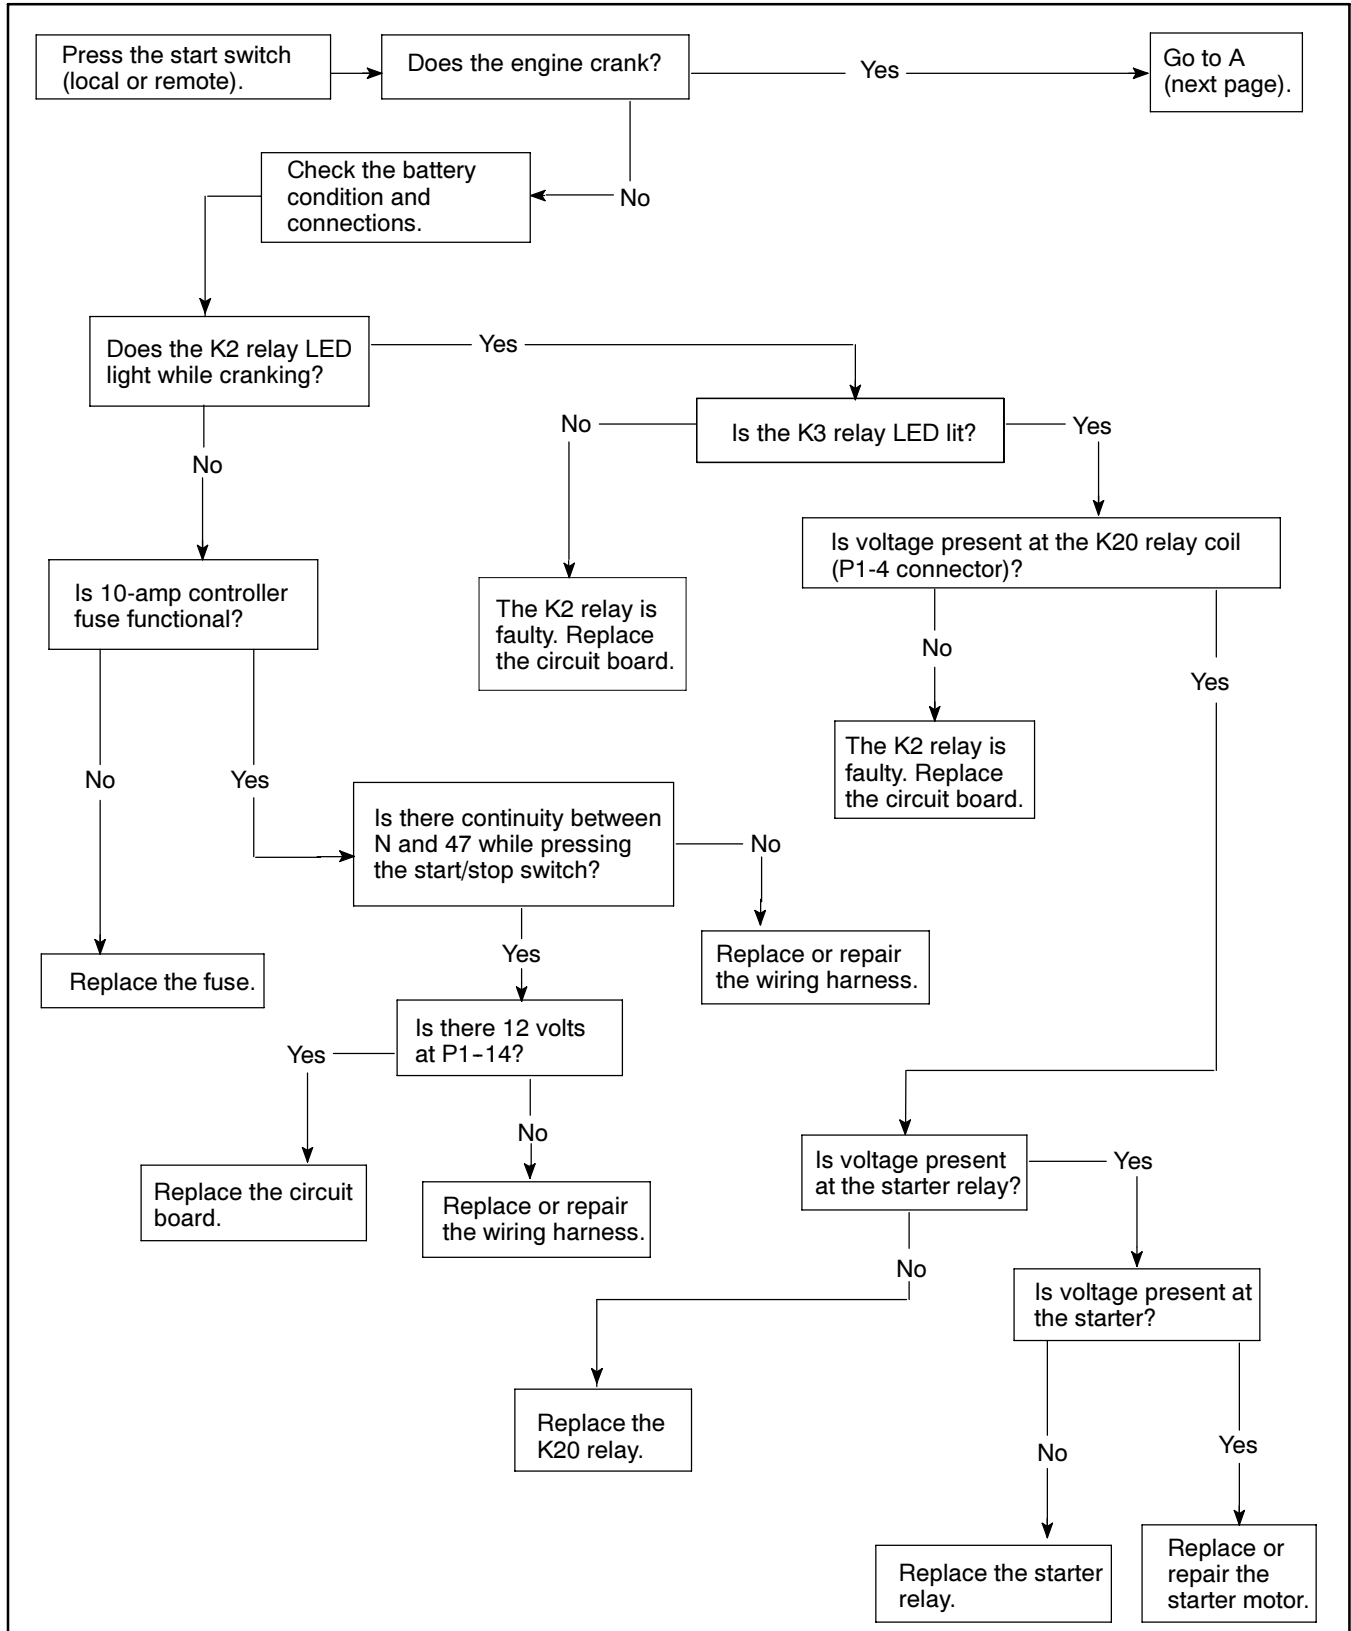 Press the start switch
(local or remote).
Does the engine crank?
Yes
Go to A
(next page).
No
Check the battery
condition and
connections.
Does the K2 relay LED
light while cranking?
Yes
No
Is the K3 relay LED lit?
No
Yes
The K2 relay is
faulty. Replace
the circuit board.
Is voltage present at the K20 relay coil
(P1-4 connector)?
No
Yes
The K2 relay is
faulty. Replace
the circuit board.
Is 10-amp controller
fuse functional?
No
Yes
Replace the fuse.
Is there continuity between
N and 47 while pressing
the start/stop switch?
No
Replace or repair
the wiring harness.
Yes
Is there 12 volts
at P1-14?
Yes
Replace the circuit
board.
No
Replace or repair
the wiring harness.
Is voltage present
at the starter relay?
Yes
No
Replace the
K20 relay.
Is voltage present at
the starter?
No
Yes
Replace the starter
relay.
Replace or
repair the
starter motor.